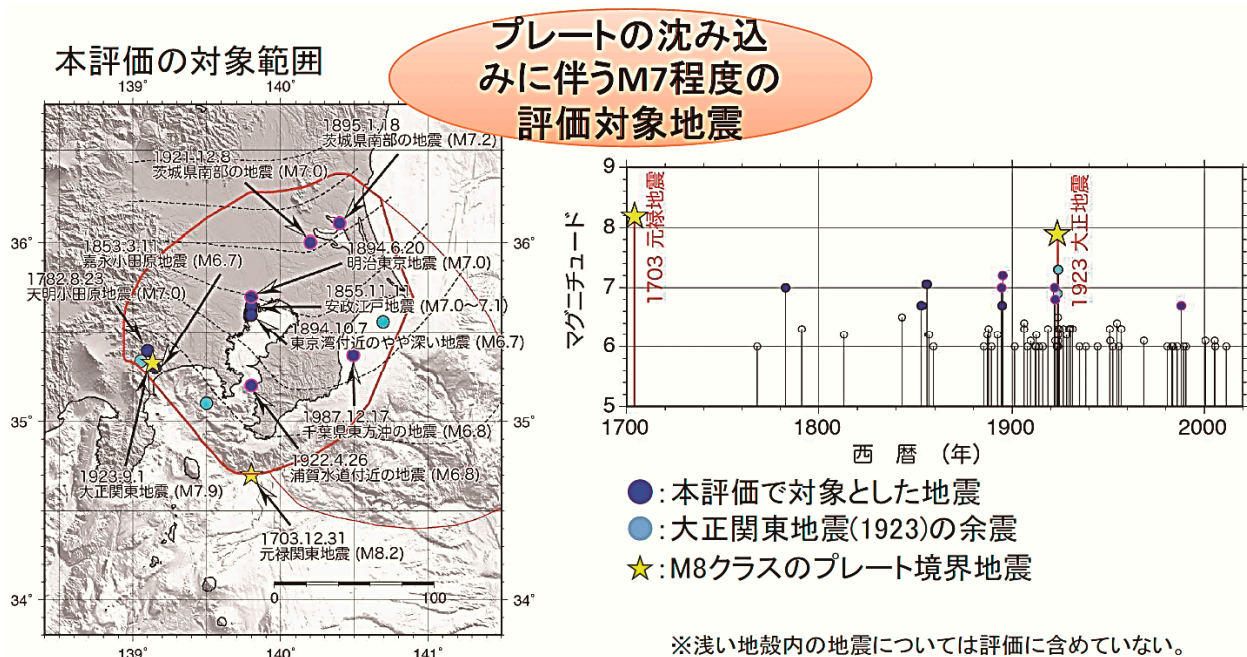 プレートの沈み込
みに伴うM7程度の
評価対象地震
本評価の対象範囲
139°
140°
141°
1895.1.18
茨城県南部の地震 (M7.2)
1921.12.8
茨城県南部の地震 (M7.0)
36°
1853.3.11
嘉永小田原地震 (M6.7)
1894.6.20
明治東京地震 (M7.0)
1782.8.23
天明小田原地震 (M7.0)
1855.11.11
安政江戸地震 (M7.0~7.1)
1894.10.7
東京湾付近のやや深い地震 (M6.7)
35°
1987.12.17
千葉県東方沖の地震 (M6.8)
1922.4.26
浦賀水道付近の地震 (M6.8)
1923.9.1
大正関東地震 (M7.9)
1703.12.31
元禄関東地震 (M8.2)
0
100
34°
139°
140°
141°
36°
35°
34°
マグニチュード
9
8
7
6
5
1703 元禄地震
1923 大正地震
1700
1800
1900
2000
西 暦 (年)
:本評価で対象とした地震
:大正関東地震(1923)の余震
:M8クラスのプレート境界地震
※浅い地殻内の地震については評価に含めていない。